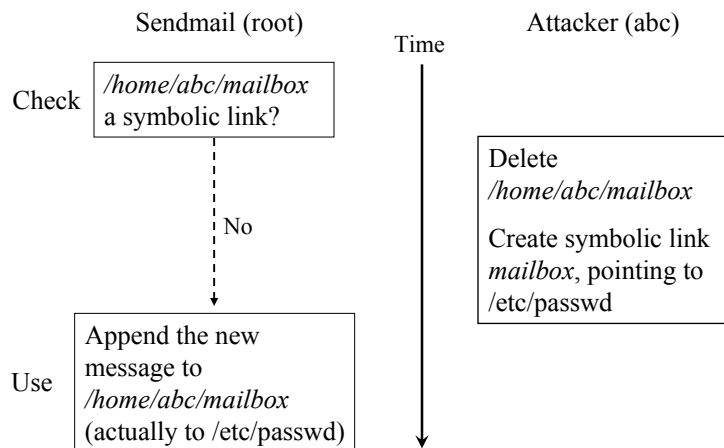 Sendmail (root)
Time
Attacker (abc)
Check
/home/abc/mailbox
a symbolic link?
Delete
/home/abc/mailbox
Create symbolic link
mailbox, pointing to
/etc/passwd
No
Use
Append the new
message to
/home/abc/mailbox
(actually to /etc/passwd)